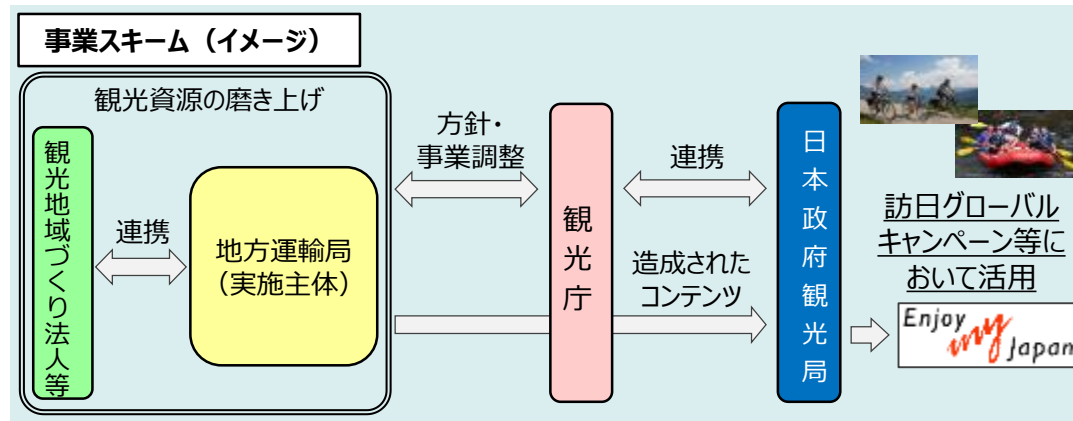 事業スキーム（イメージ）
観光資源の磨き上げ
観光地域づくり法人等
連携
地方運輸局
（実施主体）
方針・
事業調整
観光庁
連携
造成された
コンテンツ
日本政府観光局
訪日グローバル
キャンペーン等に
おいて活用
Enjoy
my
Japan